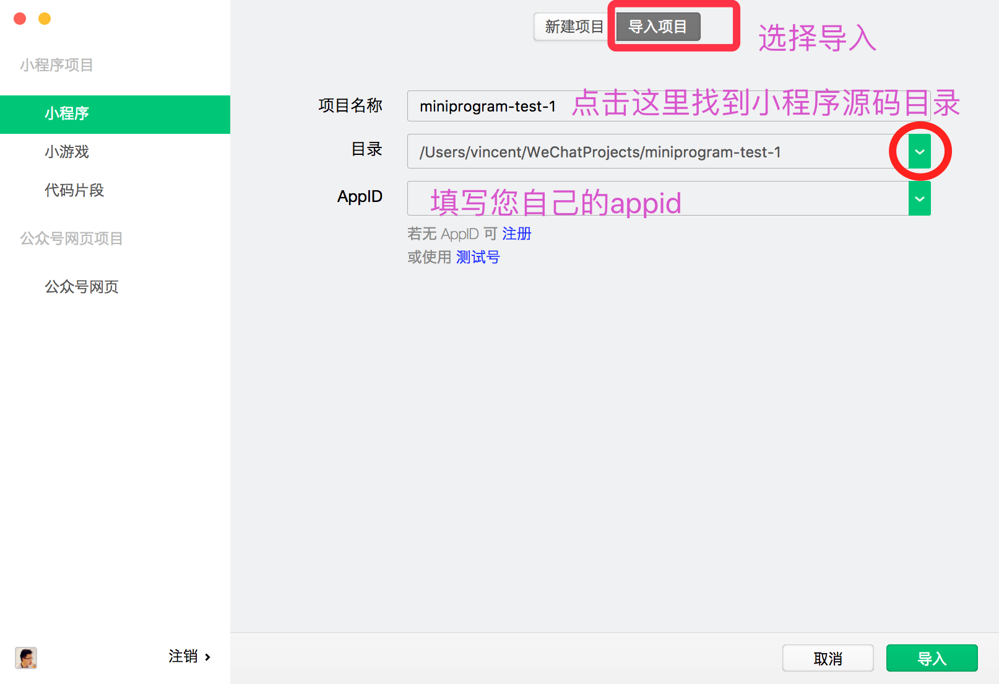 新建项目
导入项目
选择导入
小程序项目
小程序
小游戏
代码片段
公众号网页项目
公众号网页
项目名称
miniprogram-test-1
点击这里找到小程序源码目录
目录
/Users/vincent/WeChatProjects/miniprogram-test-1
AppID
填写您自己的appid
若无 AppID 可 注册
或使用 测试号
注销
取消
导入